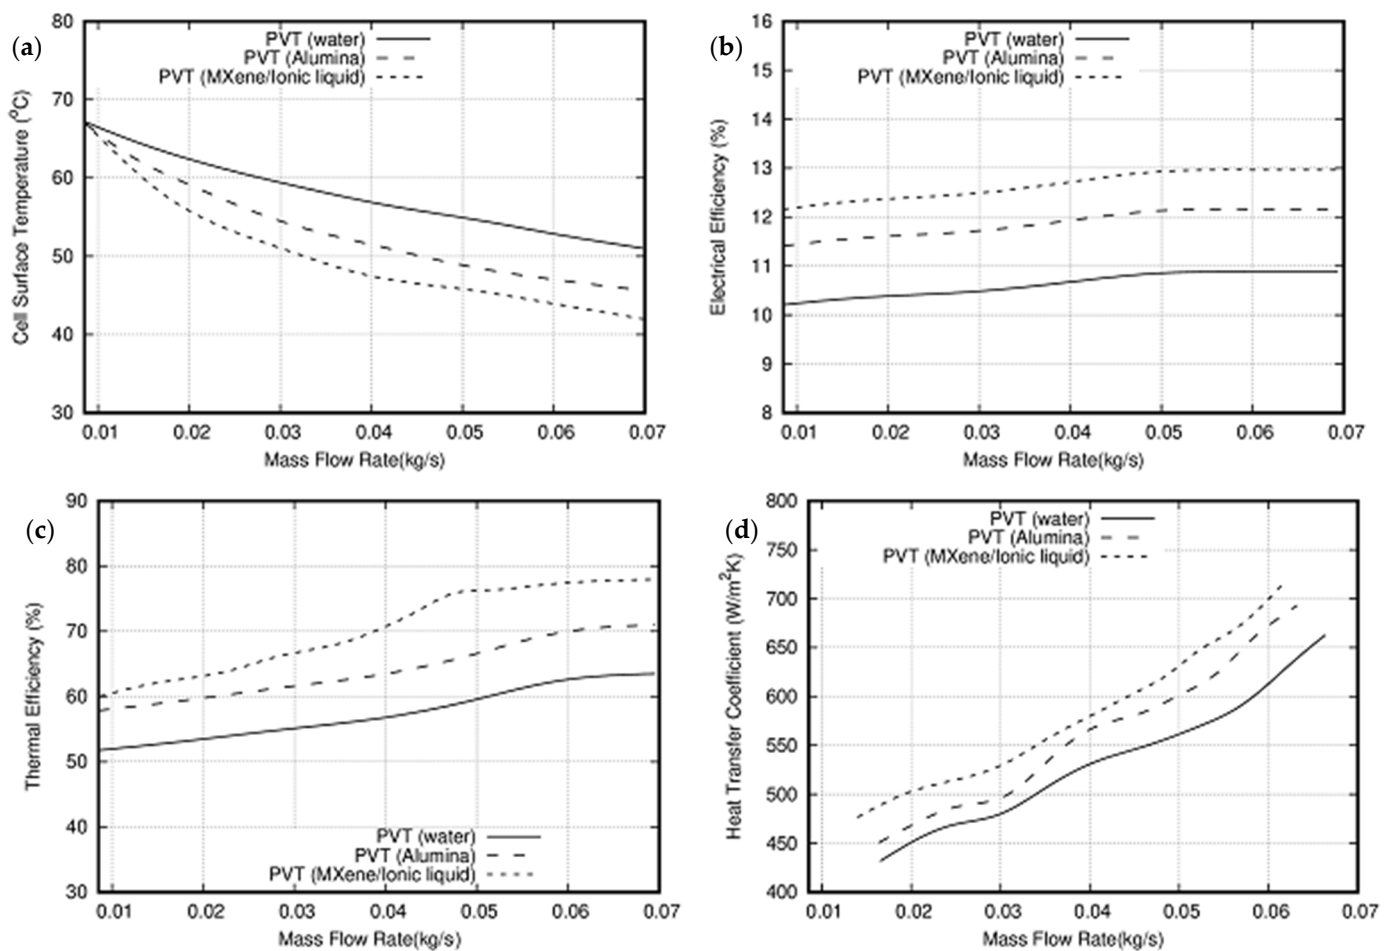 (a)
80
70
60
50
40
30
Cell Surface Temperature (°C)
PVT (water)
PVT (Alumina)
PVT (MXene/Ionic liquid)
0.01 0.02 0.03 0.04 0.05 0.06 0.07
Mass Flow Rate(kg/s)
(b)
16
15
14
13
12
11
10
9
8
Electrical Efficiency (%)
PVT (water)
PVT (Alumina)
PVT (MXene/Ionic liquid)
0.01 0.02 0.03 0.04 0.05 0.06 0.07
Mass Flow Rate(kg/s)
(c)
90
80
70
60
50
40
30
Thermal Efficiency (%)
PVT (water)
PVT (Alumina)
PVT (MXene/Ionic liquid)
0.01 0.02 0.03 0.04 0.05 0.06 0.07
Mass Flow Rate(kg/s)
(d)
800
750
700
650
600
550
500
450
400
Heat Transfer Coefficient (W/m²K)
PVT (water)
PVT (Alumina)
PVT (MXene/Ionic liquid)
0.01 0.02 0.03 0.04 0.05 0.06 0.07
Mass Flow Rate(kg/s)